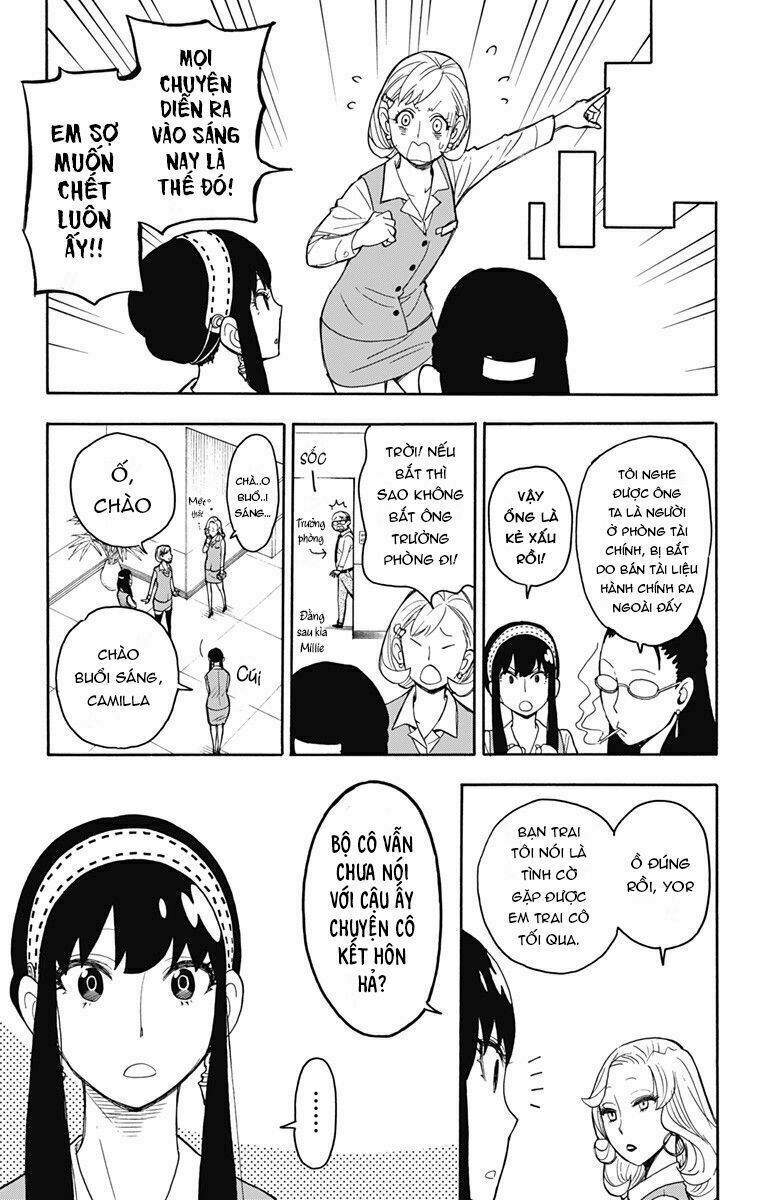 MỌI
CHUYỆN
DIỄN RA
VÀO SÁNG
NAY LÀ
THẾ ĐÓ!
EM SỢ
MUỐN
CHẾT
LUÔN
ẤY!!
TÔI NGHE
ĐƯỢC ÔNG
TA LÀ NGƯỜI
Ở PHÒNG TÀI
CHÍNH, BỊ BẮT
DO BÁN TÀI LIỆU
HÀNH CHÍNH RA
NGOÀI ĐẤY
VẬY
ỔNG LÀ
KẺ XẤU
RỒI!
TRỜI! NẾU
BẮT THÌ
SAO KHÔNG
BẮT ÔNG
TRƯỞNG
PHÒNG ĐI!
SỐC
Trưởng
phòng
Đằng
sau kìa
Millie
CHÀ..O
BUỔ..I
SÁNG...
Mệt
thế
Ố,
CHÀO
CHÀO
BUỔI SÁNG,
CAMILLA
Cúi
Ồ ĐÚNG
RỒI, YOR
BẠN TRAI
TÔI NÓI LÀ
TÌNH CỜ
GẶP ĐƯỢC
EM TRAI CÔ
TỐI QUA.
BỘ CÔ VẪN
CHƯA NÓI
VỚI CẬU ẤY
CHUYỆN CÔ
KẾT HÔN
HẢ?
......